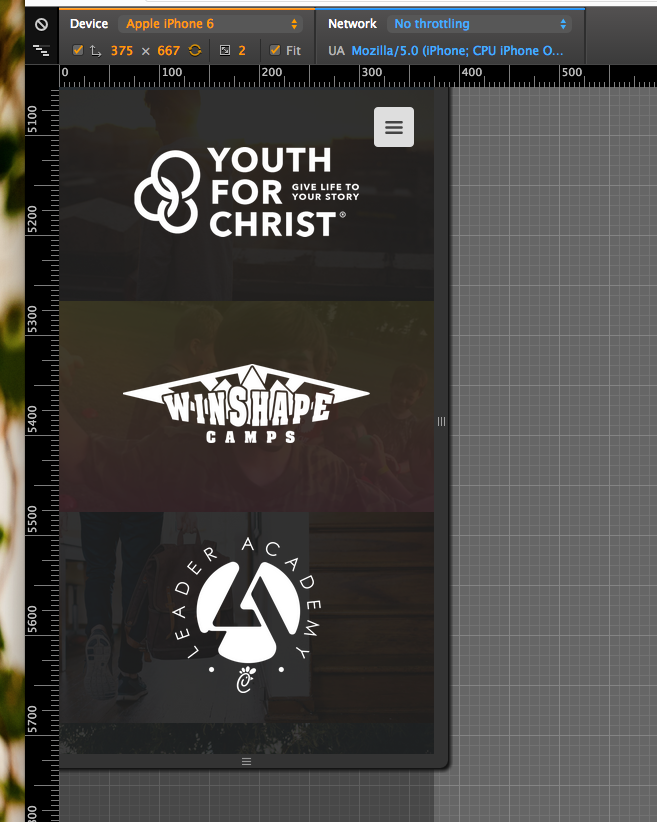 Device Apple iPhone 6 Network No throttling
375 × 667 2 Fit UA Mozilla/5.0 (iPhone; CPU iPhone O...
0 100 200 300 400 500
5100
5200
5300
5400
5500
5600
5700
YOUTH
FOR GIVE LIFE TO
CHRIST® YOUR STORY
WINSHAPE
CAMPS
LEADER ACADEMY